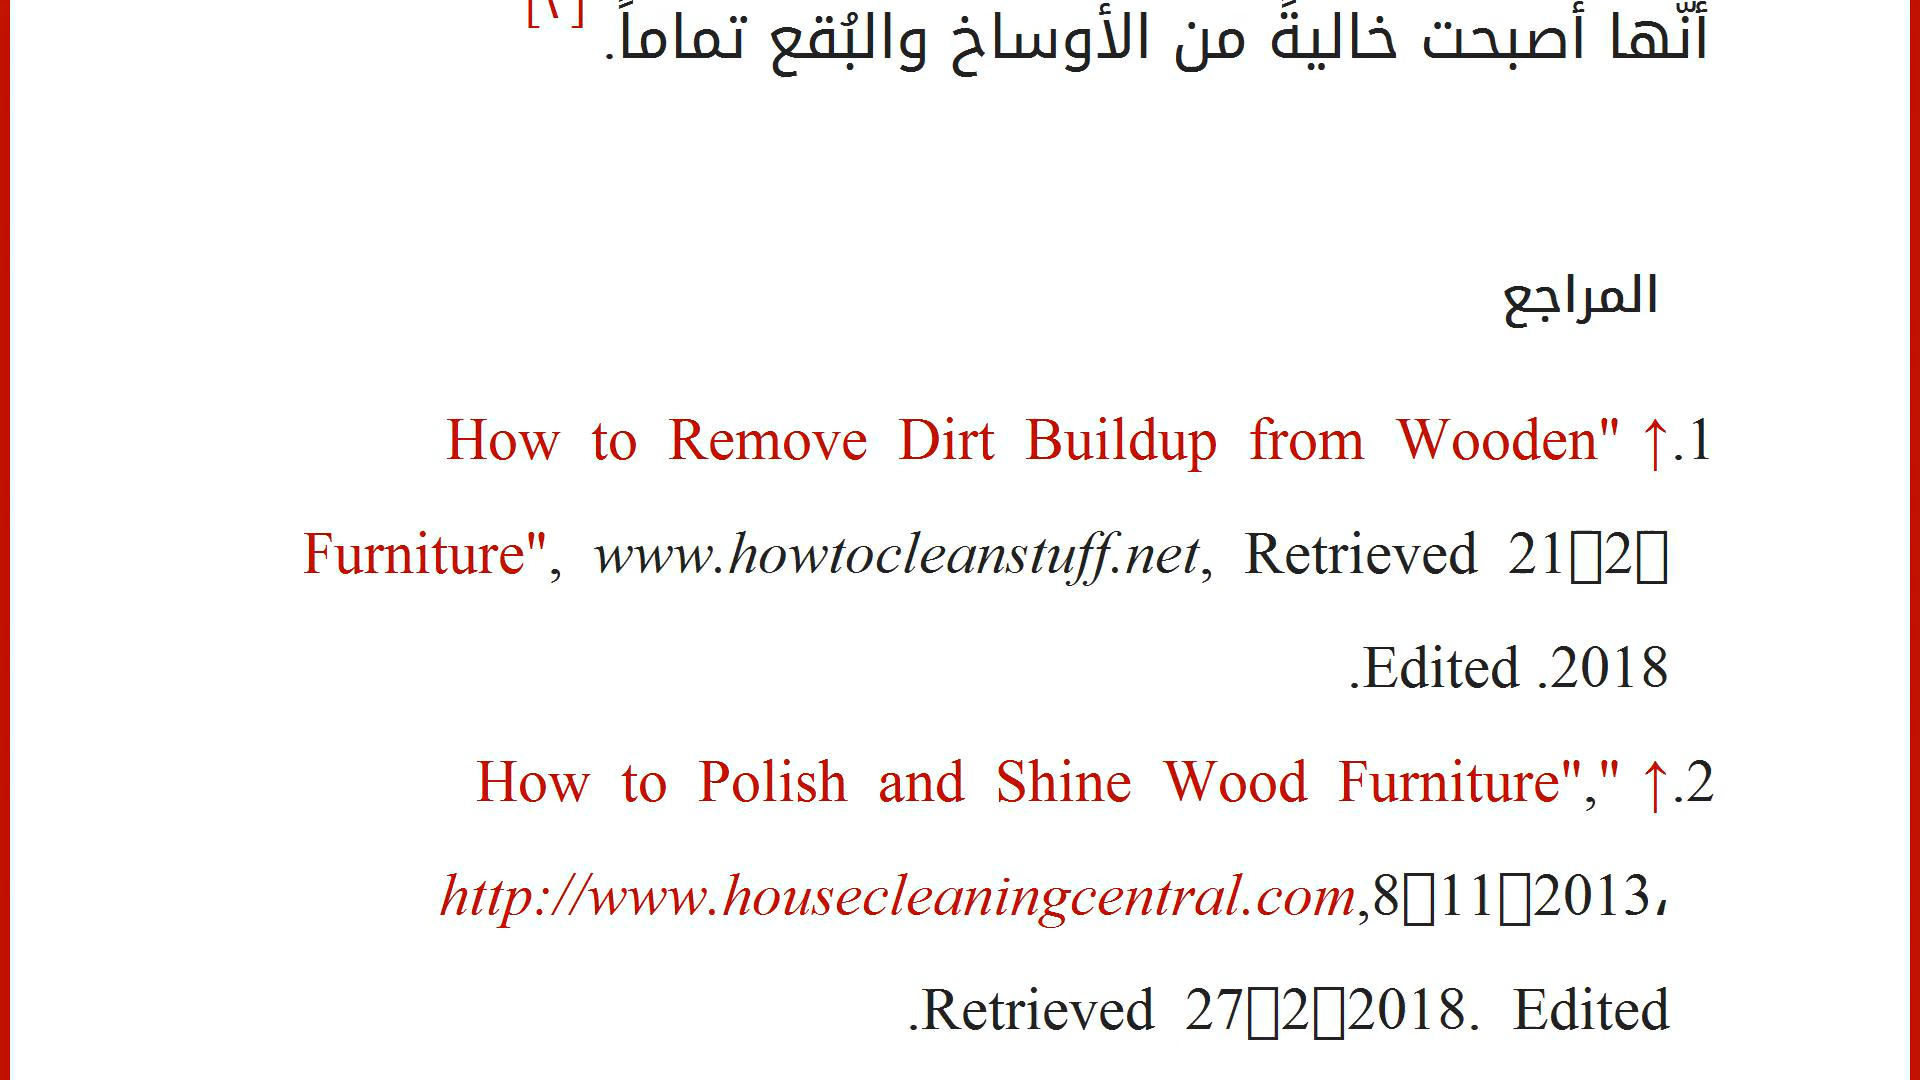 أنّها أصبحت خاليةً من الأوساخ والبُقع تماماً. [٢]
المراجع
1. ↑ "How to Remove Dirt Buildup from Wooden
Furniture", www.howtocleanstuff.net, Retrieved 21▯2▯
2018. Edited.
2. ↑ "How to Polish and Shine Wood Furniture",
http://www.housecleaningcentral.com,8▯11▯2013،
Retrieved 27▯2▯2018. Edited.